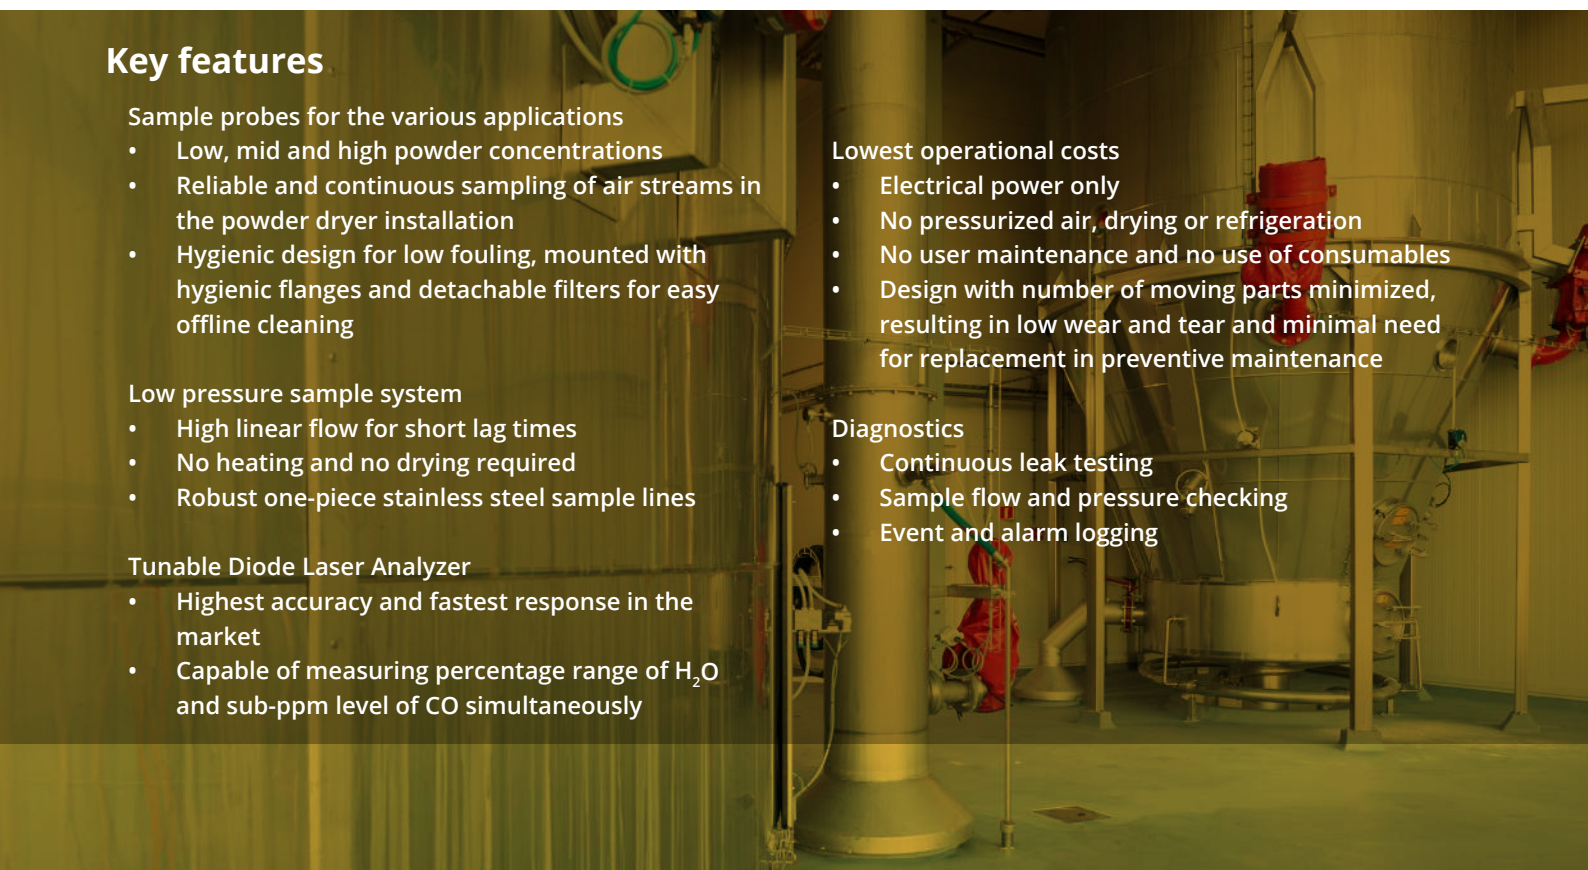 Key features
Sample probes for the various applications
• Low, mid and high powder concentrations
• Reliable and continuous sampling of air streams in
the powder dryer installation
• Hygienic design for low fouling, mounted with
hygienic flanges and detachable filters for easy
offline cleaning
Low pressure sample system
• High linear flow for short lag times
• No heating and no drying required
• Robust one-piece stainless steel sample lines
Tunable Diode Laser Analyzer
• Highest accuracy and fastest response in the
market
• Capable of measuring percentage range of H₂O
and sub-ppm level of CO simultaneously
Lowest operational costs
• Electrical power only
• No pressurized air, drying or refrigeration
• No user maintenance and no use of consumables
• Design with number of moving parts minimized,
resulting in low wear and tear and minimal need
for replacement in preventive maintenance
Diagnostics
• Continuous leak testing
• Sample flow and pressure checking
• Event and alarm logging